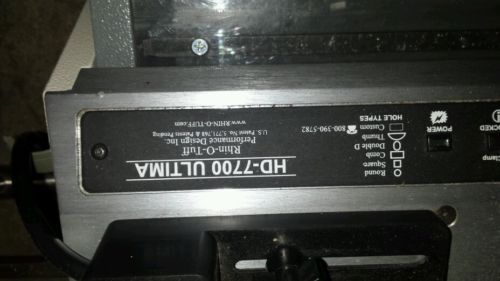 HD-7700 ULTIMA
Rhin-O-Tuff
Performance Design Inc.
U.S. Patent No. 5,771,768 & Patents Pending
www.RHIN-O-TUFF.com
Round
Square
Comb
Double D
Thumb
Custom
800-390-5782
HOLE TYPES
POWER